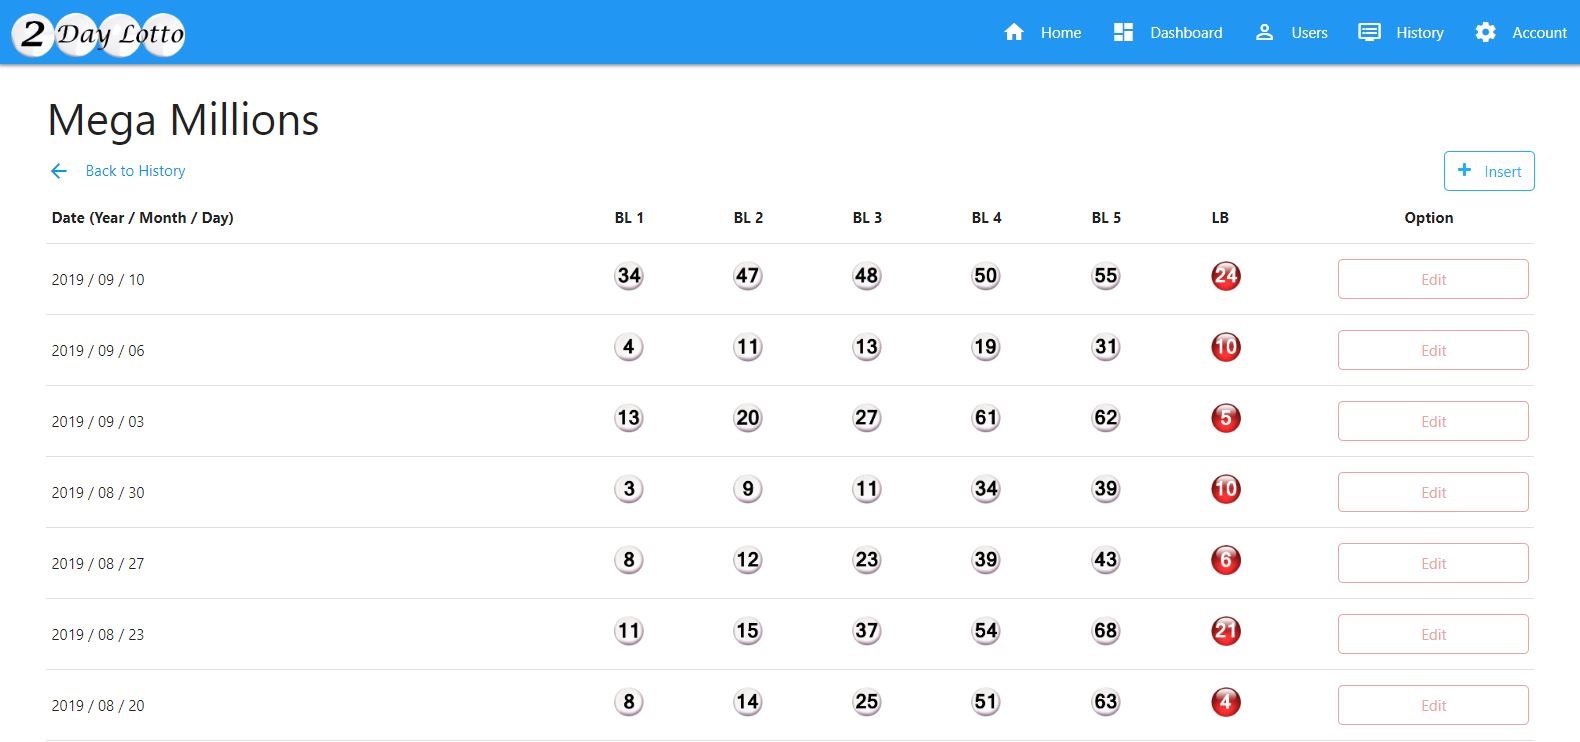 2 Day Lotto Home Dashboard Users History Account
Mega Millions
Back to History + Insert
Date (Year / Month / Day) BL 1 BL 2 BL 3 BL 4 BL 5 LB Option
2019 / 09 / 10 34 47 48 50 55 24 Edit
2019 / 09 / 06 4 11 13 19 31 10 Edit
2019 / 09 / 03 13 20 27 61 62 5 Edit
2019 / 08 / 30 3 9 11 34 39 10 Edit
2019 / 08 / 27 8 12 23 39 43 6 Edit
2019 / 08 / 23 11 15 37 54 68 21 Edit
2019 / 08 / 20 8 14 25 51 63 4 Edit